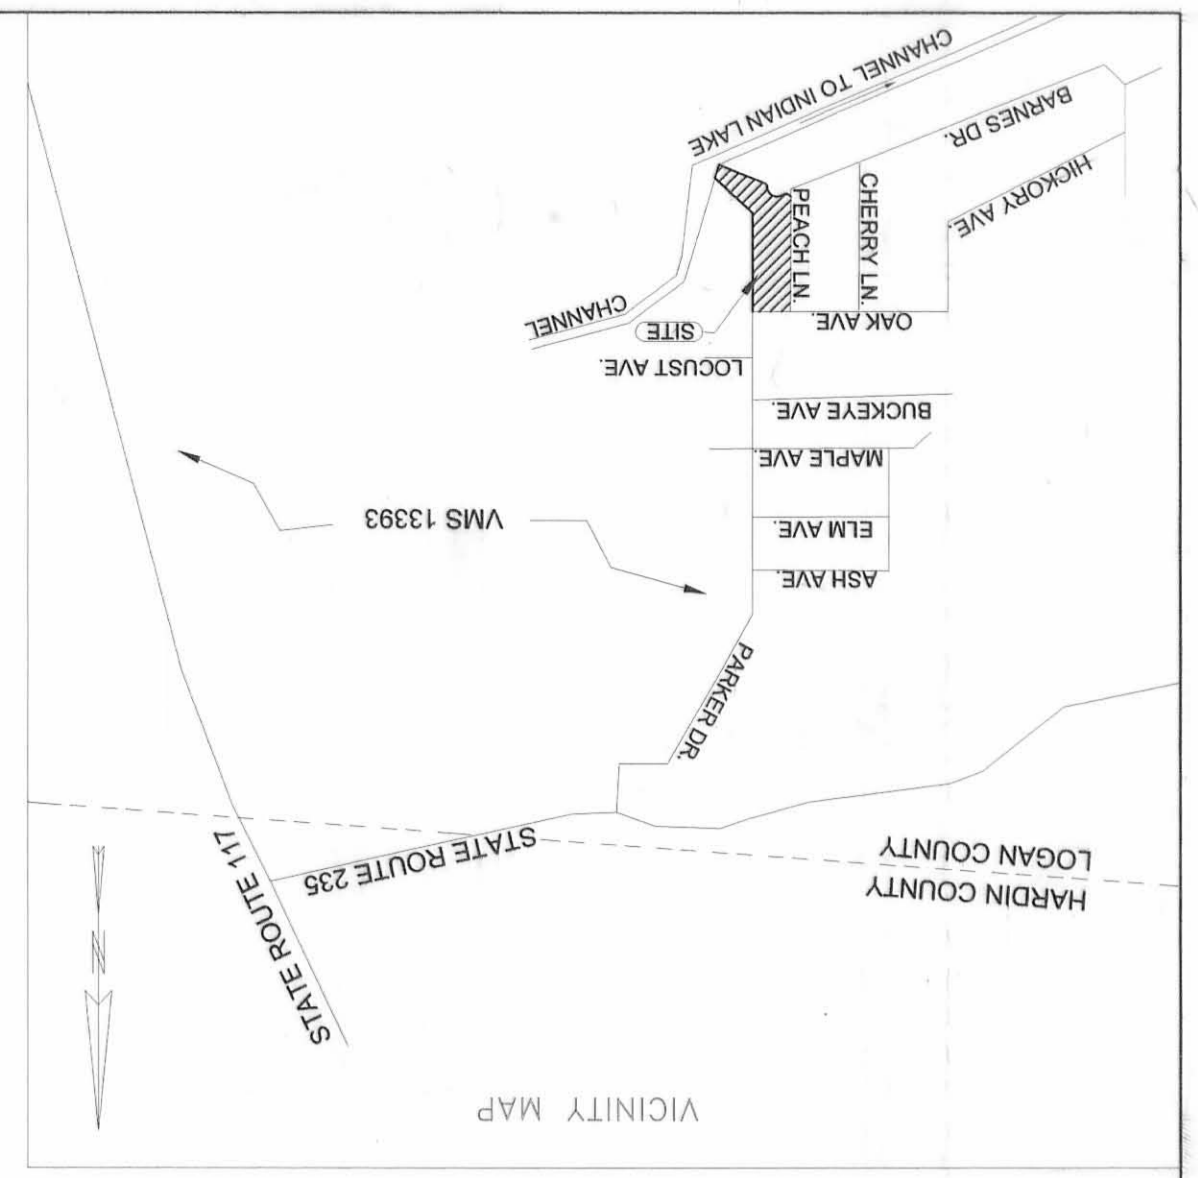 VICINITY MAP
N
STATE ROUTE 117
HARDIN COUNTY
LOGAN COUNTY
STATE ROUTE 235
PARKER DR.
ASH AVE.
ELM AVE.
VMS 13393
MAPLE AVE.
BUCKEYE AVE.
LOCUST AVE.
SITE
OAK AVE.
CHANNEL
PEACH LN.
CHERRY LN.
HICKORY AVE.
BARNES DR.
CHANNEL TO INDIAN LAKE